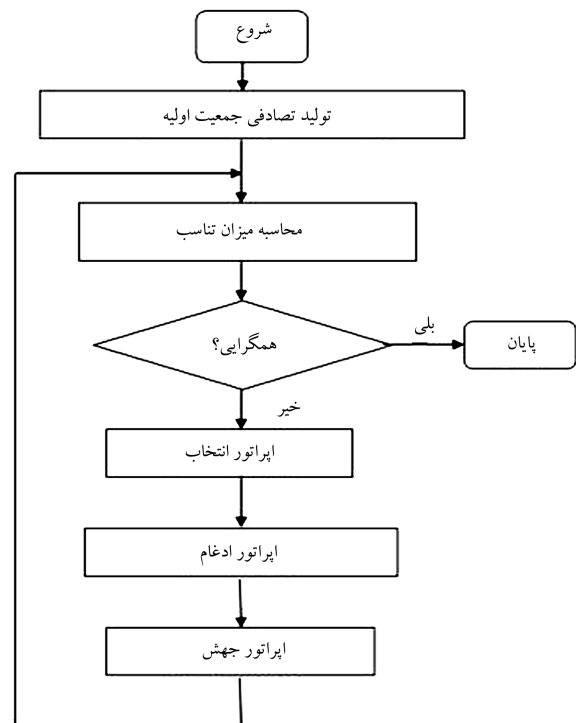 شروع
تولید تصادفی جمعیت اولیه
محاسبه میزان تناسب
همگرایی؟
بلی
پایان
خیر
اپراتور انتخاب
اپراتور ادغام
اپراتور جهش